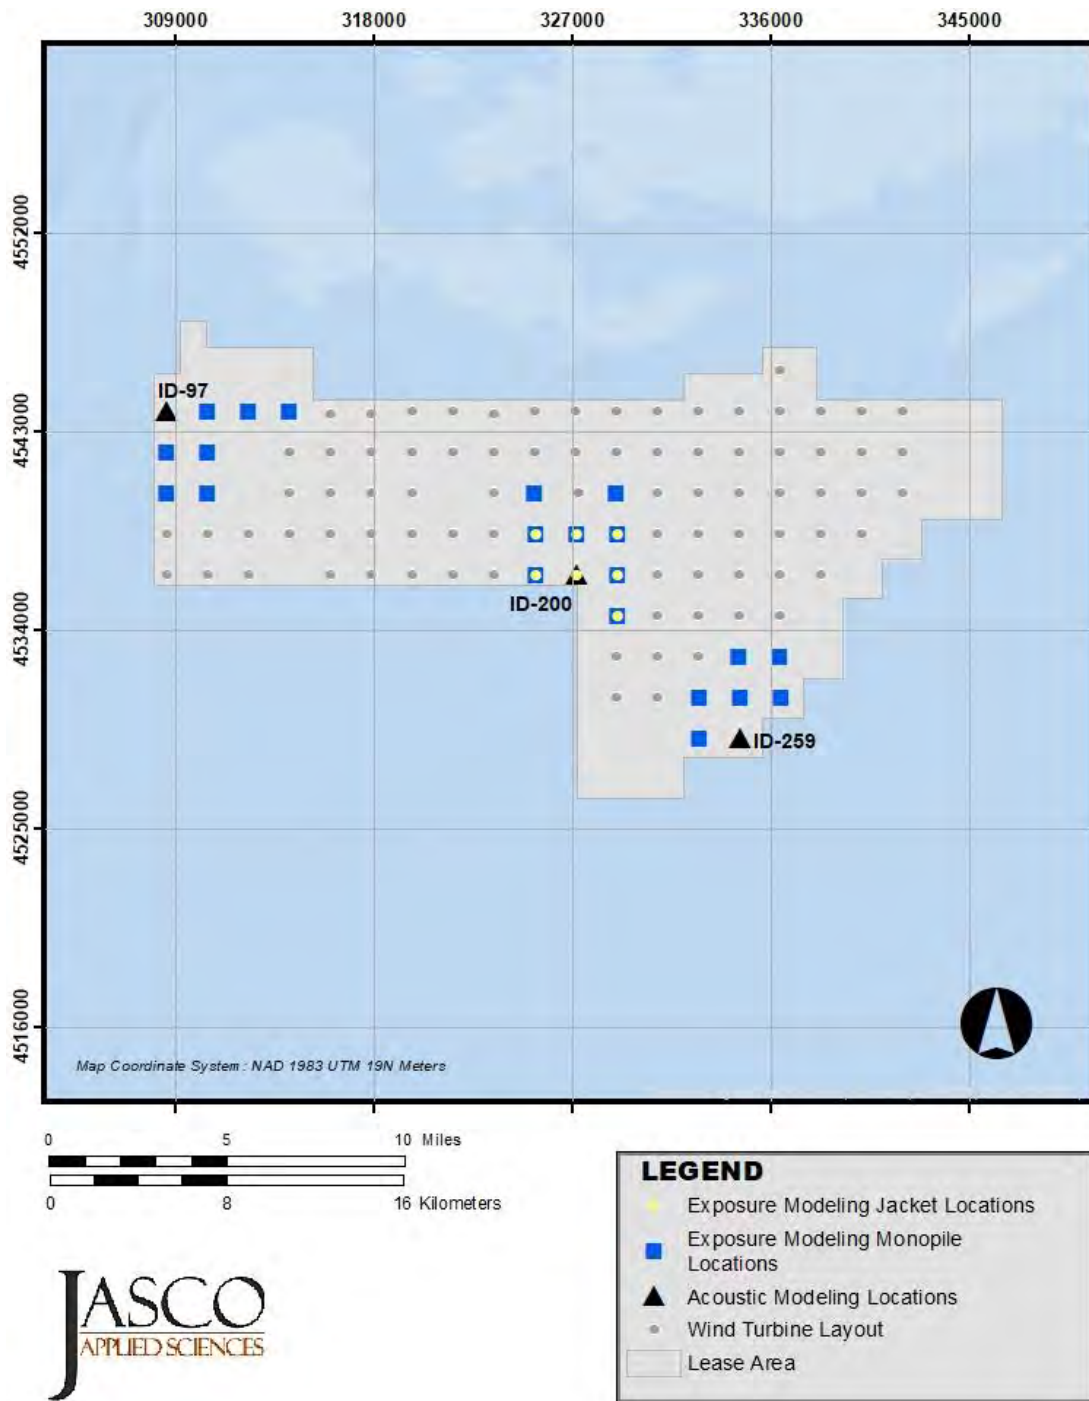 309000 318000 327000 336000 345000
4552000
4543000
4534000
4525000
4516000
ID-97
ID-200
ID-259
Map Coordinate System: NAD 1983 UTM 19N Meters
0 5 10 Miles
0 8 16 Kilometers
JASCO
APPLIED SCIENCES
LEGEND
Exposure Modeling Jacket Locations
Exposure Modeling Monopile
Locations
Acoustic Modeling Locations
Wind Turbine Layout
Lease Area